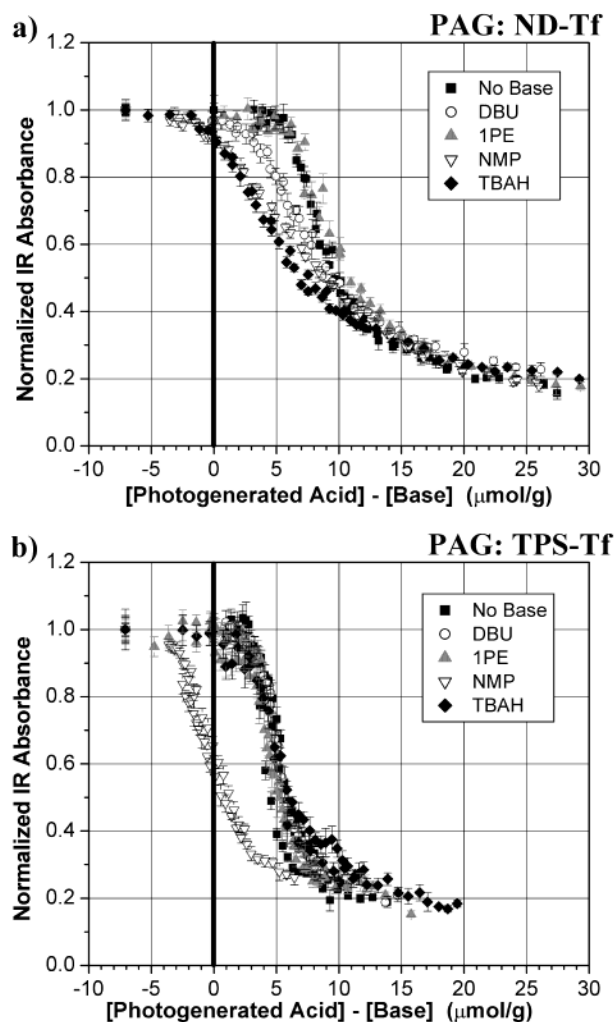 a)
PAG: ND-Tf
1.2
1.0
0.8
0.6
0.4
0.2
0.0
Normalized IR Absorbance
No Base
DBU
1PE
NMP
TBAH
-10 -5 0 5 10 15 20 25 30
[Photogenerated Acid] - [Base] (μmol/g)
b)
PAG: TPS-Tf
1.2
1.0
0.8
0.6
0.4
0.2
0.0
Normalized IR Absorbance
No Base
DBU
1PE
NMP
TBAH
-10 -5 0 5 10 15 20 25 30
[Photogenerated Acid] - [Base] (μmol/g)